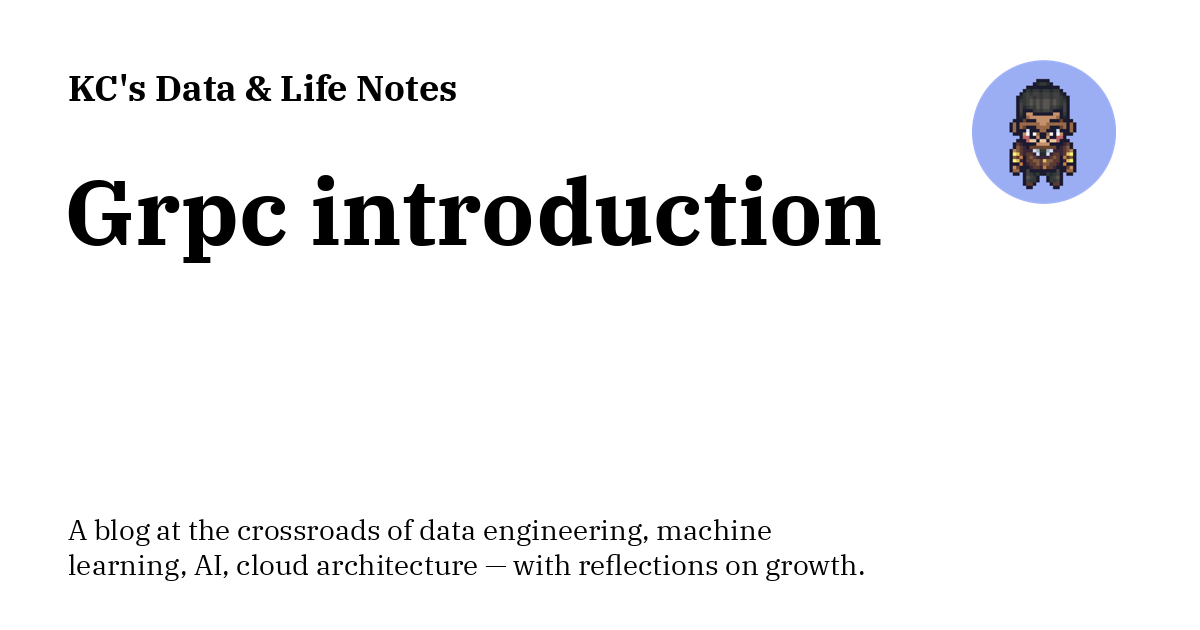 KC's Data & Life Notes
Grpc introduction
A blog at the crossroads of data engineering, machine
learning, AI, cloud architecture — with reflections on growth.